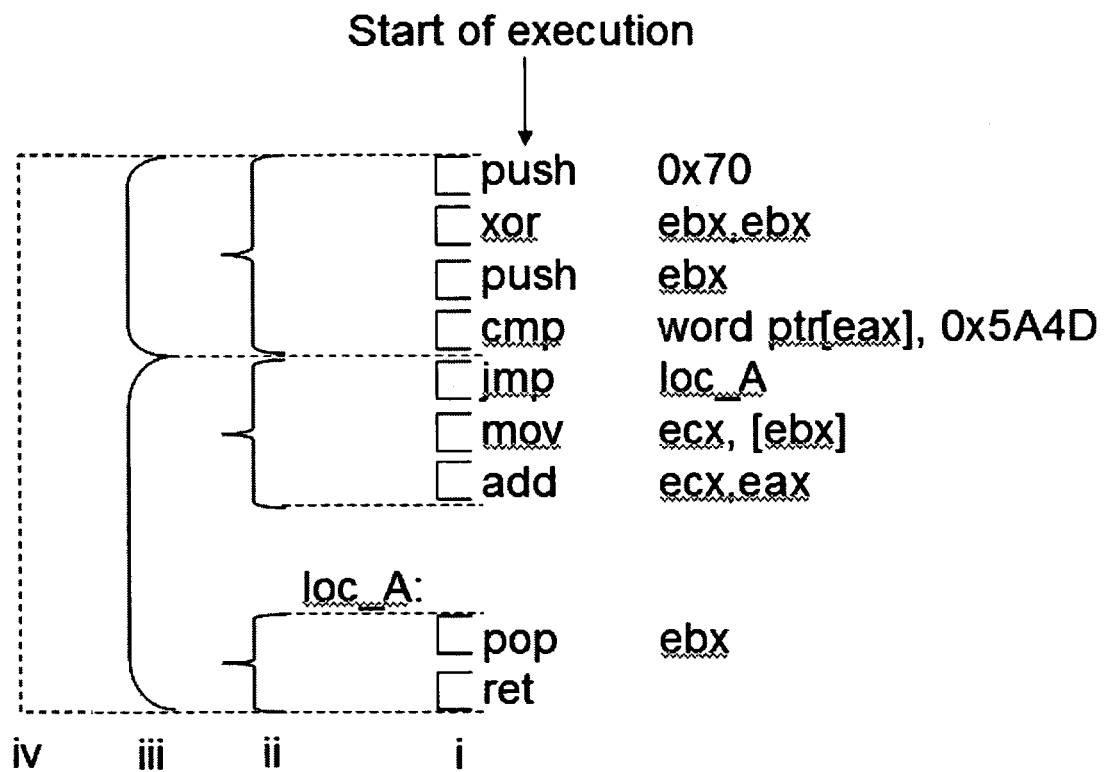 Start of execution
push 0x70
xor ebx,ebx
push ebx
cmp word ptr[eax], 0x5A4D
jmp loc_A
mov ecx, [ebx]
add ecx,eax
loc_A:
pop ebx
ret
iv iii ii i